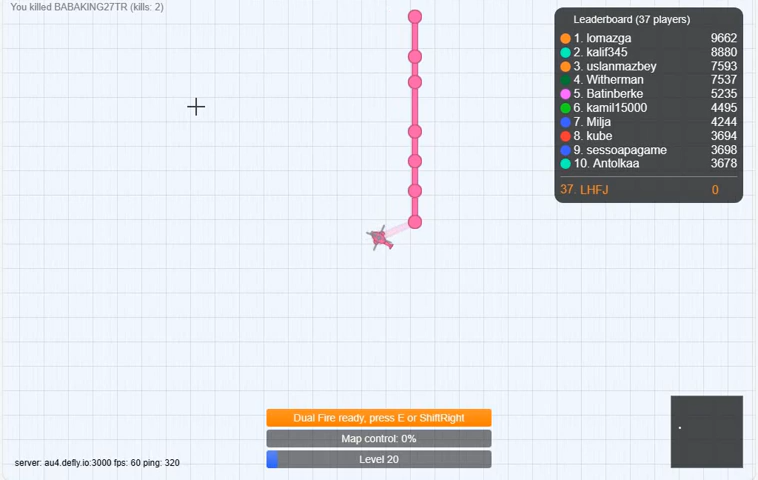 You killed BABAKING27TR (kills: 2)
Leaderboard (37 players)
1. lomazga 9662
2. kalif345 8880
3. uslanmazbey 7593
4. Witherman 7537
5. Batinberke 5235
6. kamil15000 4495
7. Milja 4244
8. kube 3694
9. sessoapagame 3698
10. Antolkaa 3678
37. LHFJ 0
Dual Fire ready, press E or ShiftRight
Map control: 0%
Level 20
server: au4.defly.io:3000 fps: 60 ping: 320